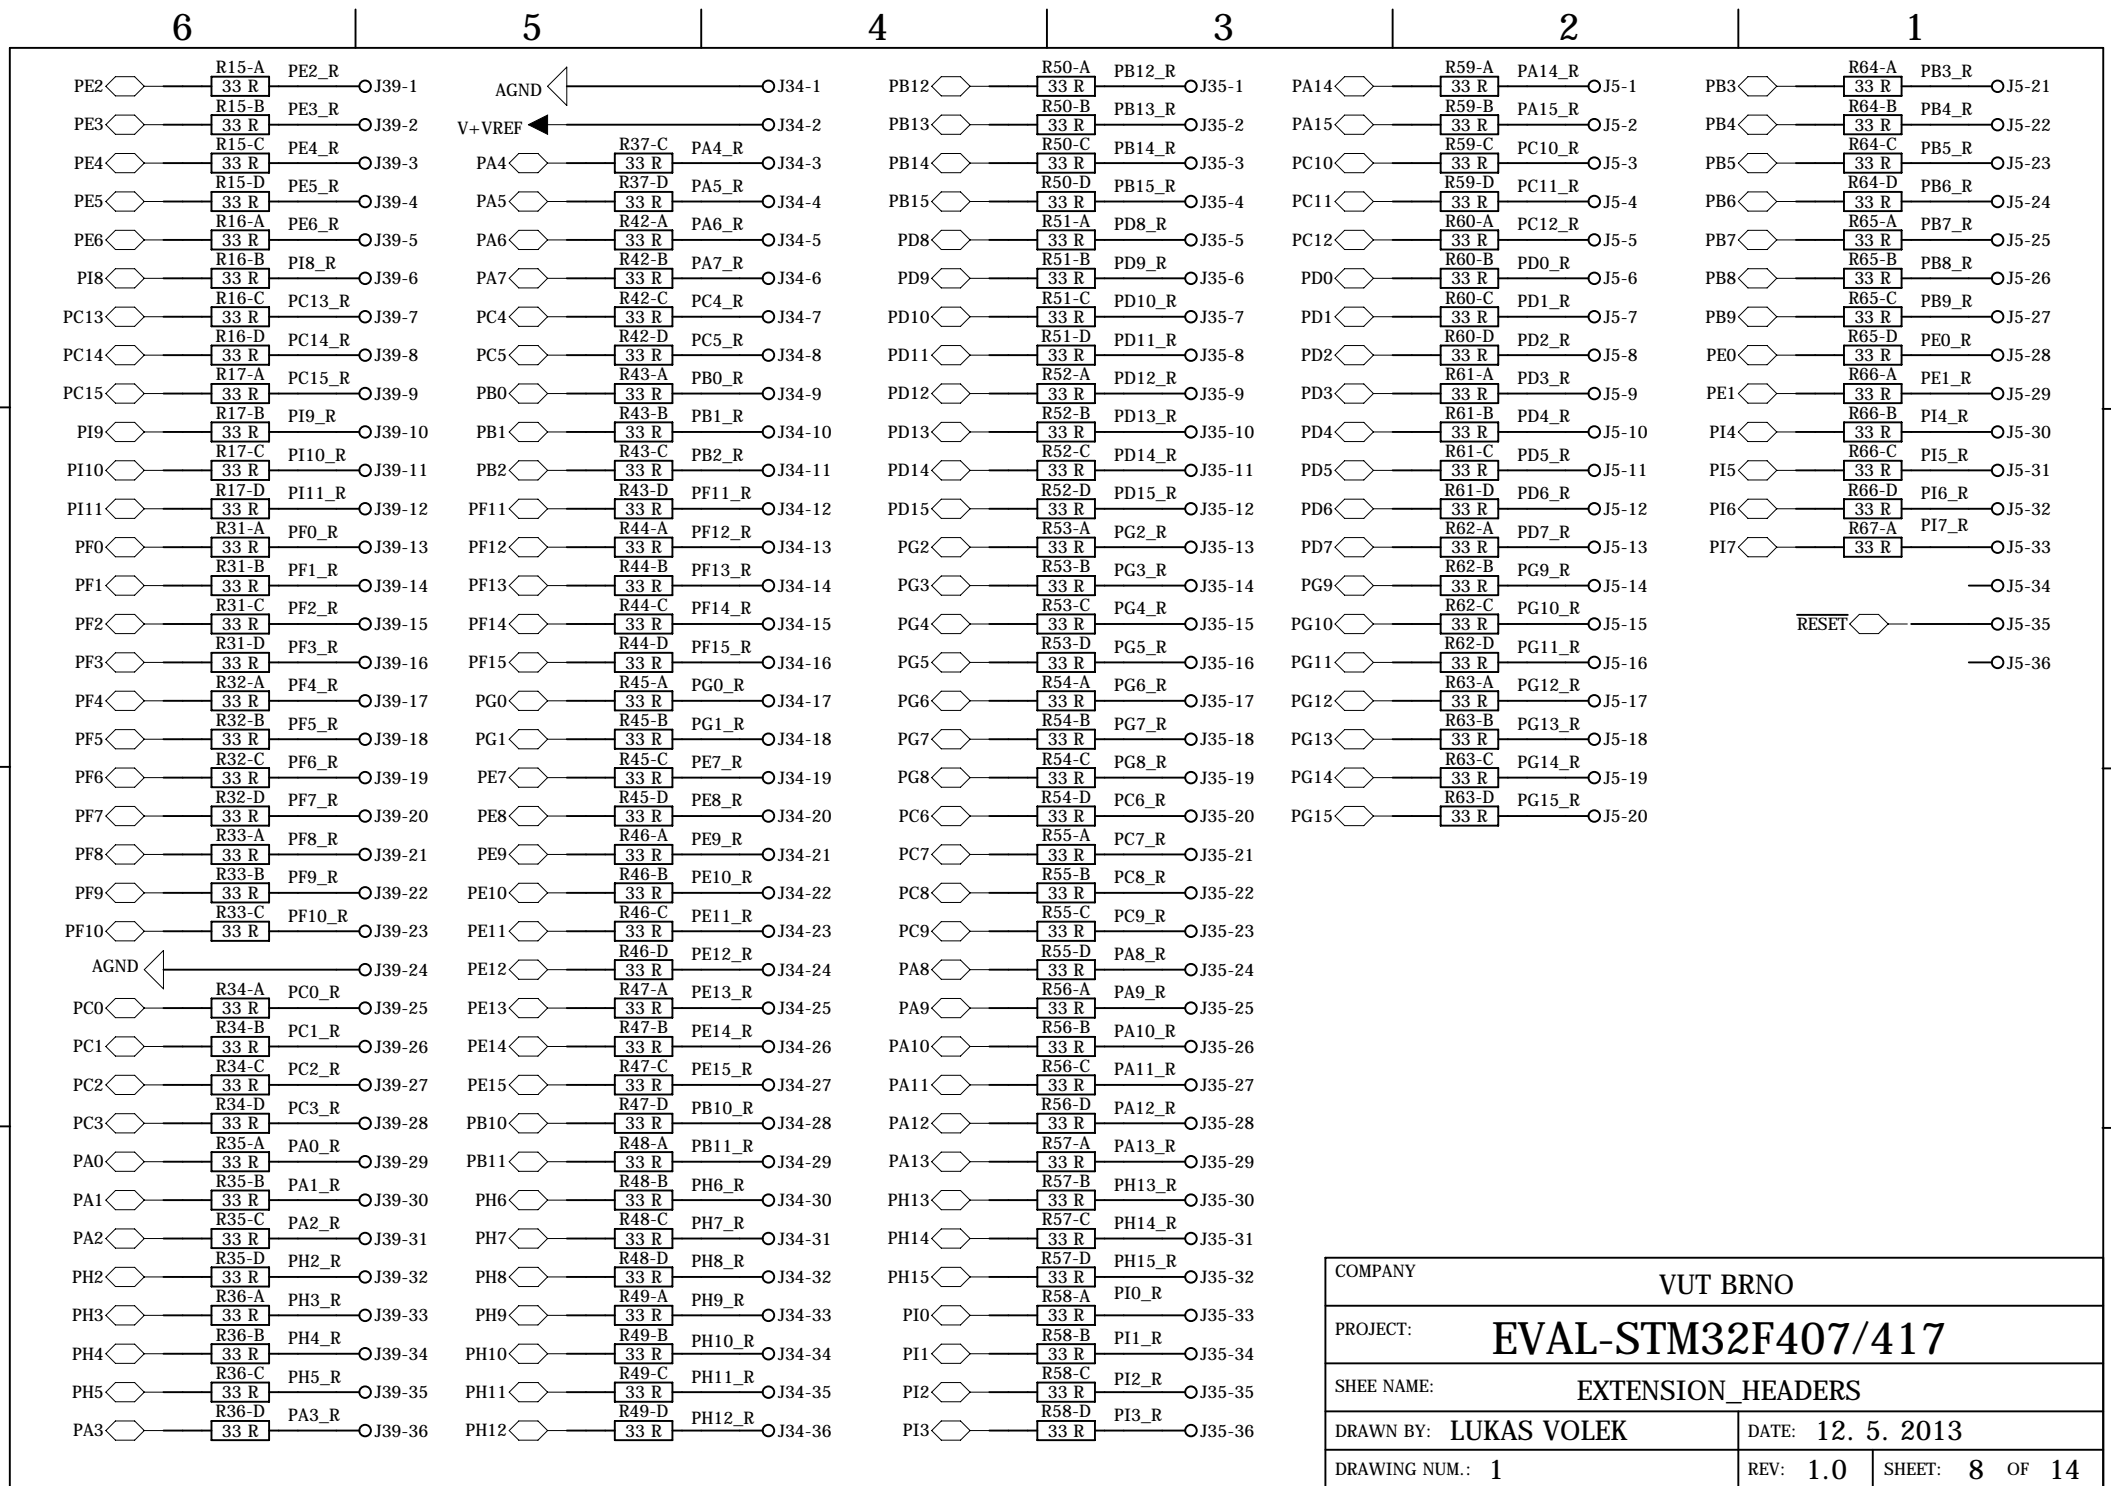 6 5 4 3 2 1
PE2 R15-A 33 R PE2_R J39-1
PE3 R15-B 33 R PE3_R J39-2
PE4 R15-C 33 R PE4_R J39-3
PE5 R15-D 33 R PE5_R J39-4
PE6 R16-A 33 R PE6_R J39-5
PI8 R16-B 33 R PI8_R J39-6
PC13 R16-C 33 R PC13_R J39-7
PC14 R16-D 33 R PC14_R J39-8
PC15 R17-A 33 R PC15_R J39-9
PI9 R17-B 33 R PI9_R J39-10
PI10 R17-C 33 R PI10_R J39-11
PI11 R17-D 33 R PI11_R J39-12
PF0 R31-A 33 R PF0_R J39-13
PF1 R31-B 33 R PF1_R J39-14
PF2 R31-C 33 R PF2_R J39-15
PF3 R31-D 33 R PF3_R J39-16
PF4 R32-A 33 R PF4_R J39-17
PF5 R32-B 33 R PF5_R J39-18
PF6 R32-C 33 R PF6_R J39-19
PF7 R32-D 33 R PF7_R J39-20
PF8 R33-A 33 R PF8_R J39-21
PF9 R33-B 33 R PF9_R J39-22
PF10 R33-C 33 R PF10_R J39-23
AGND J39-24
PC0 R34-A 33 R PC0_R J39-25
PC1 R34-B 33 R PC1_R J39-26
PC2 R34-C 33 R PC2_R J39-27
PC3 R34-D 33 R PC3_R J39-28
PA0 R35-A 33 R PA0_R J39-29
PA1 R35-B 33 R PA1_R J39-30
PA2 R35-C 33 R PA2_R J39-31
PH2 R35-D 33 R PH2_R J39-32
PH3 R36-A 33 R PH3_R J39-33
PH4 R36-B 33 R PH4_R J39-34
PH5 R36-C 33 R PH5_R J39-35
PA3 R36-D 33 R PA3_R J39-36
AGND J34-1
V+VREF J34-2
PA4 R37-C 33 R PA4_R J34-3
PA5 R37-D 33 R PA5_R J34-4
PA6 R42-A 33 R PA6_R J34-5
PA7 R42-B 33 R PA7_R J34-6
PC4 R42-C 33 R PC4_R J34-7
PC5 R42-D 33 R PC5_R J34-8
PB0 R43-A 33 R PB0_R J34-9
PB1 R43-B 33 R PB1_R J34-10
PB2 R43-C 33 R PB2_R J34-11
PF11 R43-D 33 R PF11_R J34-12
PF12 R44-A 33 R PF12_R J34-13
PF13 R44-B 33 R PF13_R J34-14
PF14 R44-C 33 R PF14_R J34-15
PF15 R44-D 33 R PF15_R J34-16
PG0 R45-A 33 R PG0_R J34-17
PG1 R45-B 33 R PG1_R J34-18
PE7 R45-C 33 R PE7_R J34-19
PE8 R45-D 33 R PE8_R J34-20
PE9 R46-A 33 R PE9_R J34-21
PE10 R46-B 33 R PE10_R J34-22
PE11 R46-C 33 R PE11_R J34-23
PE12 R46-D 33 R PE12_R J34-24
PE13 R47-A 33 R PE13_R J34-25
PE14 R47-B 33 R PE14_R J34-26
PE15 R47-C 33 R PE15_R J34-27
PB10 R47-D 33 R PB10_R J34-28
PB11 R48-A 33 R PB11_R J34-29
PH6 R48-B 33 R PH6_R J34-30
PH7 R48-C 33 R PH7_R J34-31
PH8 R48-D 33 R PH8_R J34-32
PH9 R49-A 33 R PH9_R J34-33
PH10 R49-B 33 R PH10_R J34-34
PH11 R49-C 33 R PH11_R J34-35
PH12 R49-D 33 R PH12_R J34-36
PB12 R50-A 33 R PB12_R J35-1
PB13 R50-B 33 R PB13_R J35-2
PB14 R50-C 33 R PB14_R J35-3
PB15 R50-D 33 R PB15_R J35-4
PD8 R51-A 33 R PD8_R J35-5
PD9 R51-B 33 R PD9_R J35-6
PD10 R51-C 33 R PD10_R J35-7
PD11 R51-D 33 R PD11_R J35-8
PD12 R52-A 33 R PD12_R J35-9
PD13 R52-B 33 R PD13_R J35-10
PD14 R52-C 33 R PD14_R J35-11
PD15 R52-D 33 R PD15_R J35-12
PG2 R53-A 33 R PG2_R J35-13
PG3 R53-B 33 R PG3_R J35-14
PG4 R53-C 33 R PG4_R J35-15
PG5 R53-D 33 R PG5_R J35-16
PG6 R54-A 33 R PG6_R J35-17
PG7 R54-B 33 R PG7_R J35-18
PG8 R54-C 33 R PG8_R J35-19
PC6 R54-D 33 R PC6_R J35-20
PC7 R55-A 33 R PC7_R J35-21
PC8 R55-B 33 R PC8_R J35-22
PC9 R55-C 33 R PC9_R J35-23
PA8 R55-D 33 R PA8_R J35-24
PA9 R56-A 33 R PA9_R J35-25
PA10 R56-B 33 R PA10_R J35-26
PA11 R56-C 33 R PA11_R J35-27
PA12 R56-D 33 R PA12_R J35-28
PA13 R57-A 33 R PA13_R J35-29
PH13 R57-B 33 R PH13_R J35-30
PH14 R57-C 33 R PH14_R J35-31
PH15 R57-D 33 R PH15_R J35-32
PI0 R58-A 33 R PI0_R J35-33
PI1 R58-B 33 R PI1_R J35-34
PI2 R58-C 33 R PI2_R J35-35
PI3 R58-D 33 R PI3_R J35-36
PA14 R59-A 33 R PA14_R J5-1
PA15 R59-B 33 R PA15_R J5-2
PC10 R59-C 33 R PC10_R J5-3
PC11 R59-D 33 R PC11_R J5-4
PC12 R60-A 33 R PC12_R J5-5
PD0 R60-B 33 R PD0_R J5-6
PD1 R60-C 33 R PD1_R J5-7
PD2 R60-D 33 R PD2_R J5-8
PD3 R61-A 33 R PD3_R J5-9
PD4 R61-B 33 R PD4_R J5-10
PD5 R61-C 33 R PD5_R J5-11
PD6 R61-D 33 R PD6_R J5-12
PD7 R62-A 33 R PD7_R J5-13
PG9 R62-B 33 R PG9_R J5-14
PG10 R62-C 33 R PG10_R J5-15
PG11 R62-D 33 R PG11_R J5-16
PG12 R63-A 33 R PG12_R J5-17
PG13 R63-B 33 R PG13_R J5-18
PG14 R63-C 33 R PG14_R J5-19
PG15 R63-D 33 R PG15_R J5-20
PB3 R64-A 33 R PB3_R J5-21
PB4 R64-B 33 R PB4_R J5-22
PB5 R64-C 33 R PB5_R J5-23
PB6 R64-D 33 R PB6_R J5-24
PB7 R65-A 33 R PB7_R J5-25
PB8 R65-B 33 R PB8_R J5-26
PB9 R65-C 33 R PB9_R J5-27
PE0 R65-D 33 R PE0_R J5-28
PE1 R66-A 33 R PE1_R J5-29
PI4 R66-B 33 R PI4_R J5-30
PI5 R66-C 33 R PI5_R J5-31
PI6 R66-D 33 R PI6_R J5-32
PI7 R67-A 33 R PI7_R J5-33
J5-34
RESET J5-35
J5-36
COMPANY VUT BRNO
PROJECT: EVAL-STM32F407/417
SHEE NAME: EXTENSION_HEADERS
DRAWN BY: LUKAS VOLEK DATE: 12. 5. 2013
DRAWING NUM.: 1 REV: 1.0 SHEET: 8 OF 14